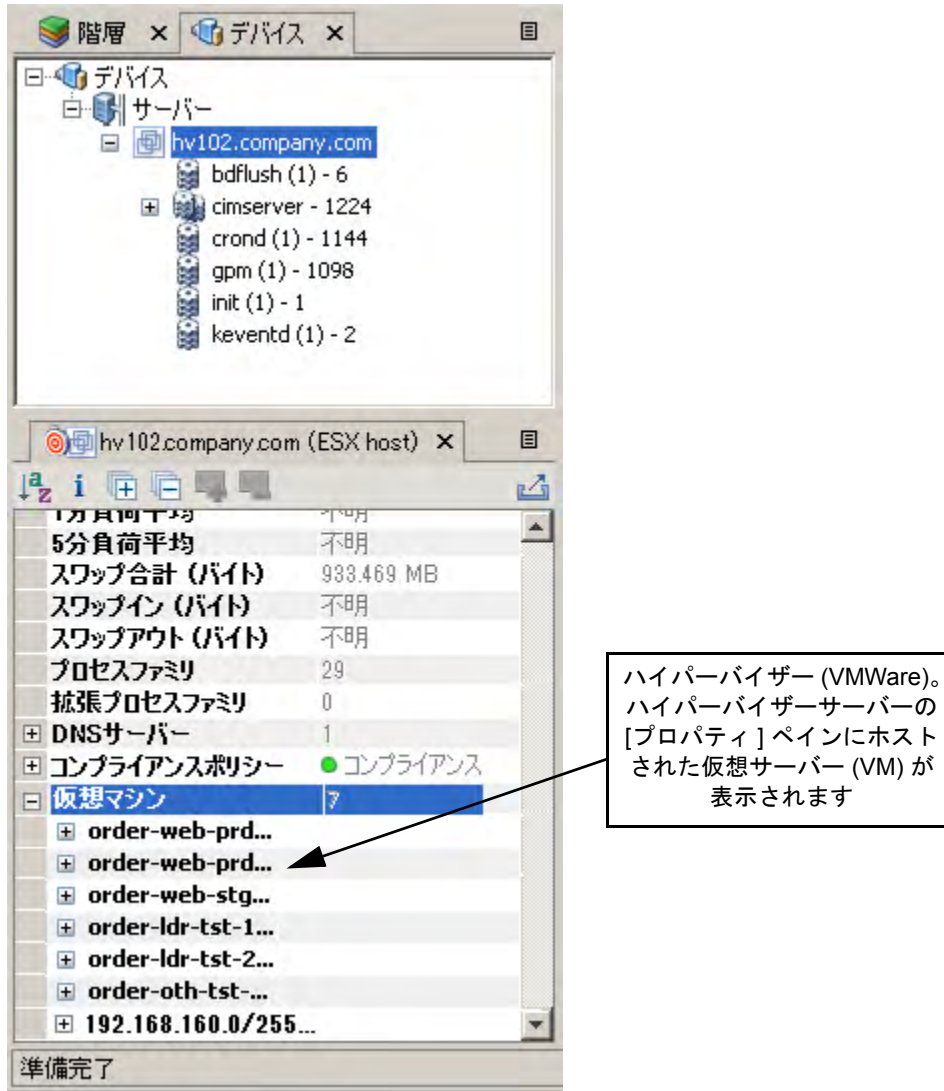 階層 × デバイス ×
デバイス
サーバー
hv102.company.com
bdflush (1) - 6
cimserver - 1224
crond (1) - 1144
gpm (1) - 1098
init (1) - 1
keventd (1) - 2
hv102.company.com (ESX host) ×
1分負荷平均 不明
5分負荷平均 不明
スワップ合計 (バイト) 933.469 MB
スワップイン (バイト) 不明
スワップアウト (バイト) 不明
プロセスファミリ 29
拡張プロセスファミリ 0
DNSサーバー 1
コンプライアンスポリシー コンプライアンス
仮想マシン 7
order-web-prd...
order-web-prd...
order-web-stg...
order-ldr-tst-1...
order-ldr-tst-2...
order-oth-tst-...
192.168.160.0/255...
準備完了
ハイパーバイザー (VMWare)。
ハイパーバイザーサーバーの
[プロパティ ] ペインにホスト
された仮想サーバー (VM) が
表示されます